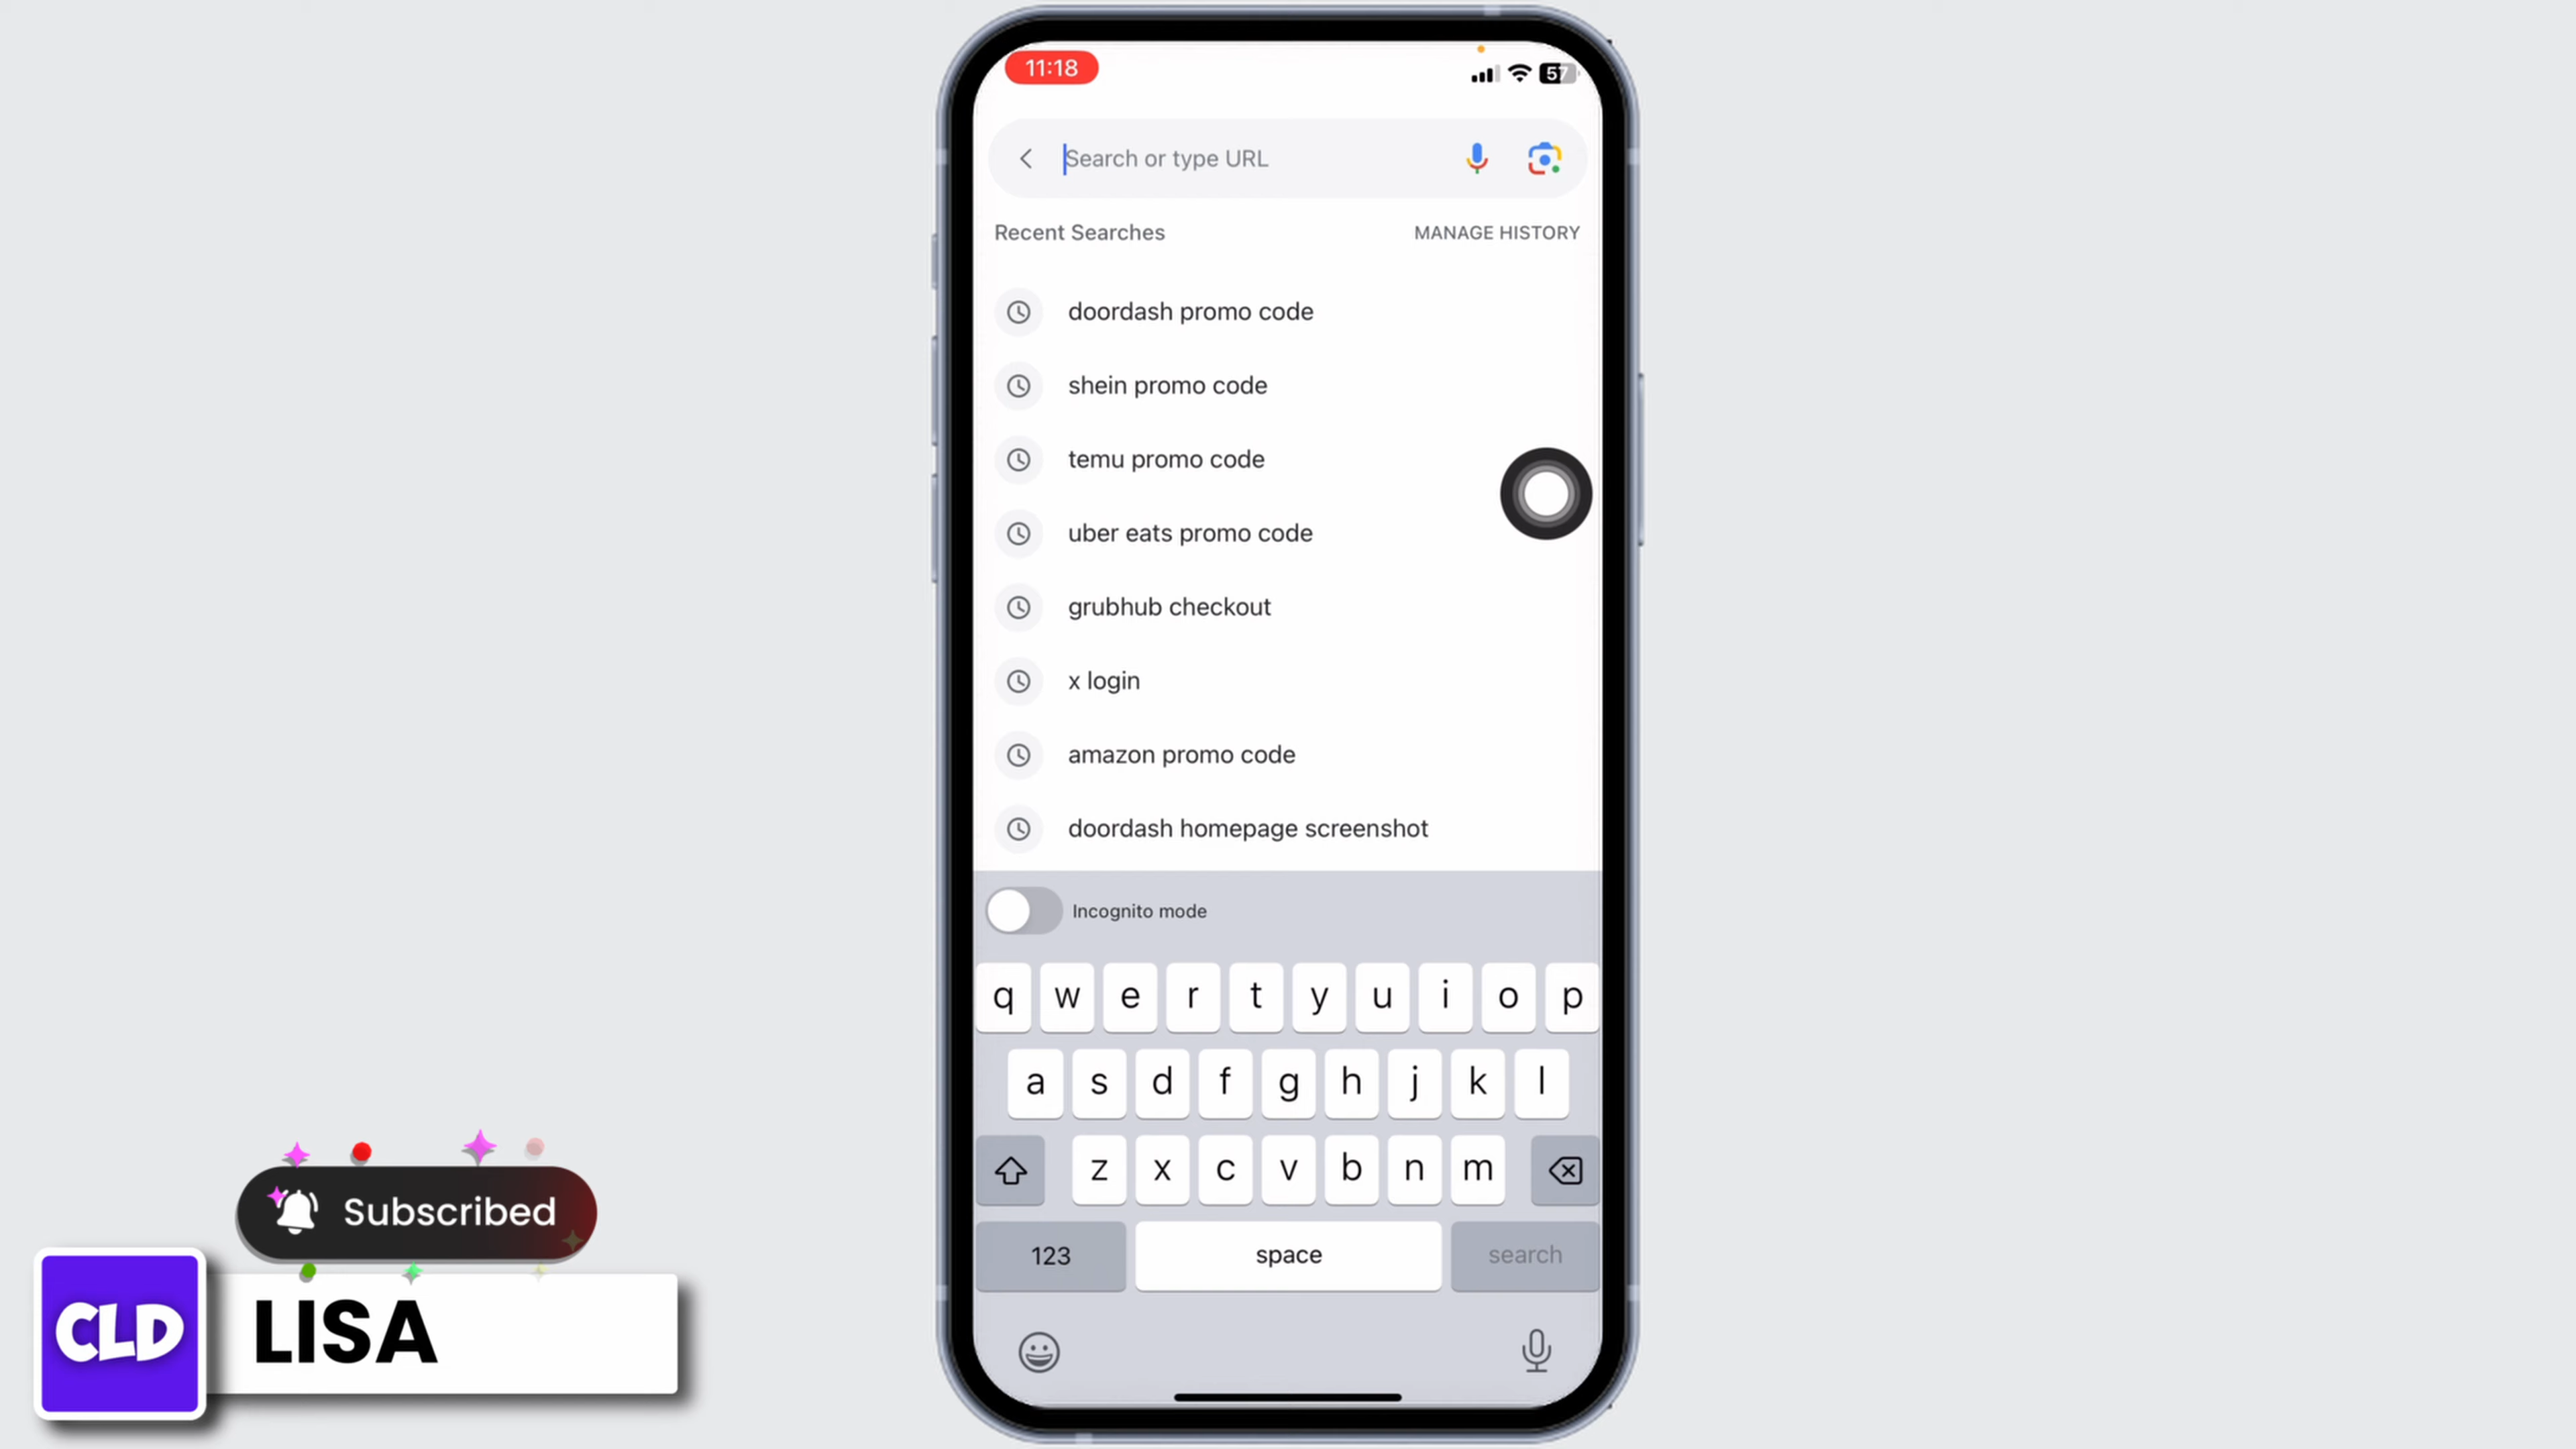 11:18
57
Search or type URL
Recent Searches MANAGE HISTORY
doordash promo code
shein promo code
temu promo code
uber eats promo code
grubhub checkout
x login
amazon promo code
doordash homepage screenshot
Incognito mode
q w e r t y u i o p
a s d f g h j k l
z x c v b n m
123 space search
Subscribed
CLD LISA